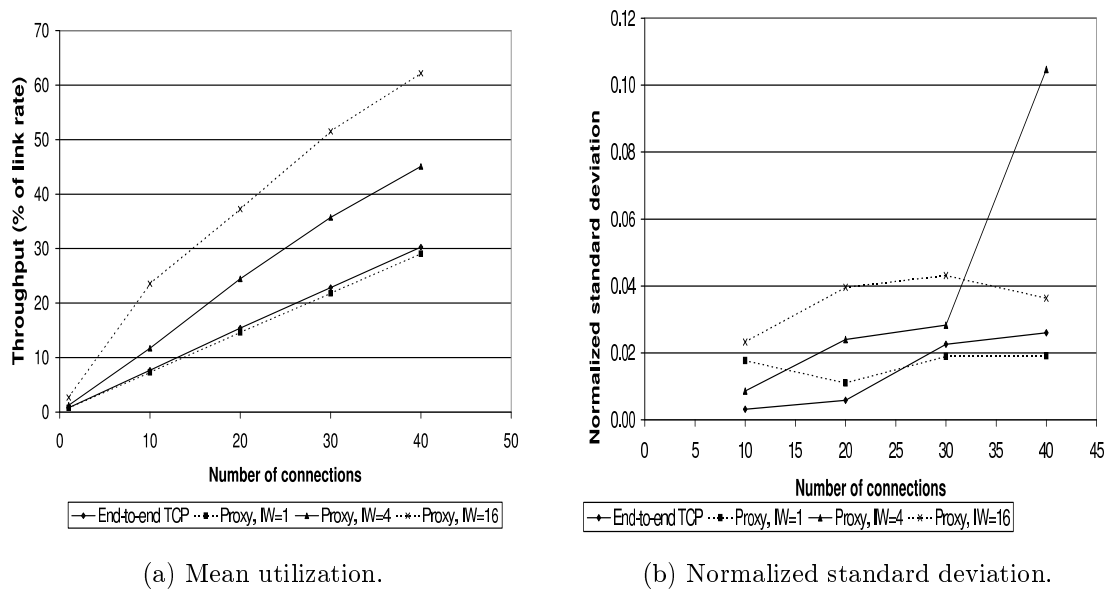 Throughput (% of link rate)
70
60
50
40
30
20
10
0
0 10 20 30 40 50
Number of connections
End-to-end TCP Proxy, IW=1 Proxy, IW=4 Proxy, IW=16
(a) Mean utilization.
Normalized standard deviation
0.12
0.10
0.08
0.06
0.04
0.02
0.00
0 5 10 15 20 25 30 35 40 45
Number of connections
End-to-end TCP Proxy, IW=1 Proxy, IW=4 Proxy, IW=16
(b) Normalized standard deviation.